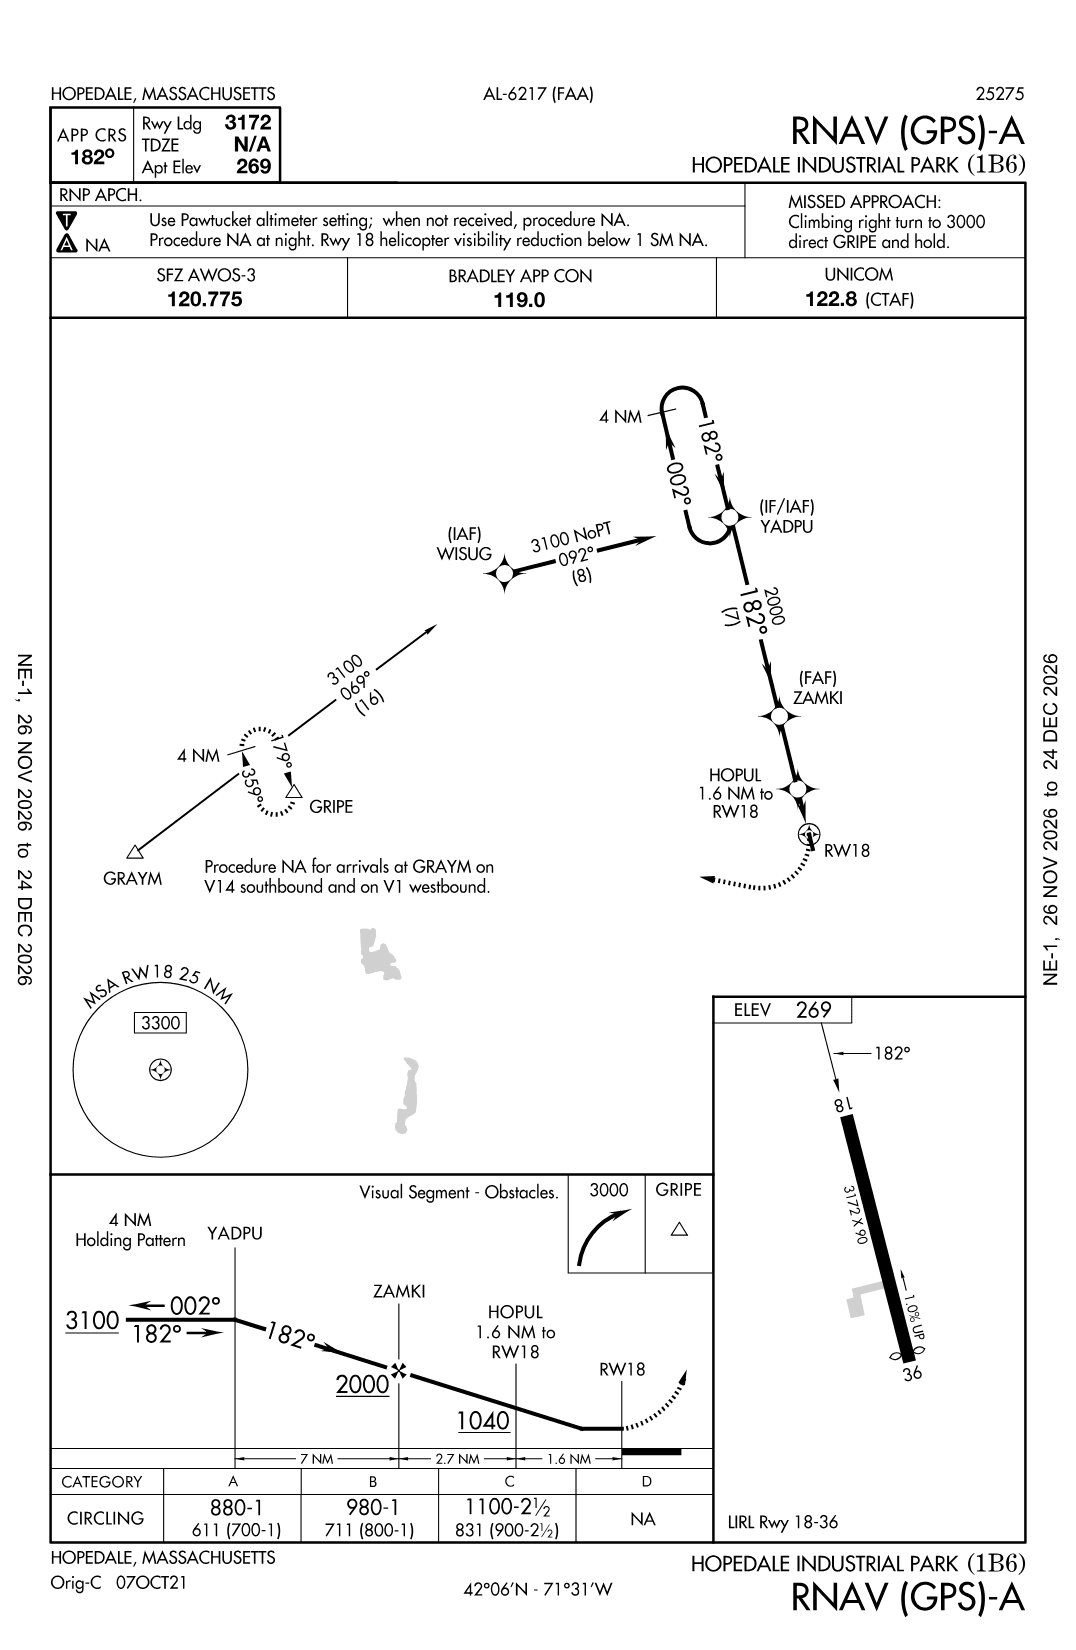 HOPEDALE, MASSACHUSETTS
AL-6217 (FAA)
25275
APP CRS
182°
Rwy Ldg 3172
TDZE N/A
Apt Elev 269
RNAV (GPS)-A
HOPEDALE INDUSTRIAL PARK (1B6)
RNP APCH.
T
A NA
Use Pawtucket altimeter setting; when not received, procedure NA.
Procedure NA at night. Rwy 18 helicopter visibility reduction below 1 SM NA.
MISSED APPROACH:
Climbing right turn to 3000
direct GRIPE and hold.
SFZ AWOS-3
120.775
BRADLEY APP CON
119.0
UNICOM
122.8 (CTAF)
4 NM
182°
002°
(IF/IAF)
YADPU
(IAF)
WISUG
3100 NoPT
092°
(8)
2000
182°
(7)
(FAF)
ZAMKI
3100
069°
(16)
4 NM
179°
359°
GRIPE
GRAYM
HOPUL
1.6 NM to
RW18
RW18
Procedure NA for arrivals at GRAYM on
V14 southbound and on V1 westbound.
MSA RW18 25 NM
3300
ELEV 269
182°
18
3172 X 90
1.0% UP
36
LIRL Rwy 18-36
Visual Segment - Obstacles.
3000
GRIPE
4 NM
Holding Pattern
YADPU
ZAMKI
HOPUL
1.6 NM to
RW18
RW18
3100
002°
182°
182°
2000
1040
7 NM
2.7 NM
1.6 NM
CATEGORY A B C D
CIRCLING
880-1
611 (700-1)
980-1
711 (800-1)
1100-2½
831 (900-2½)
NA
HOPEDALE, MASSACHUSETTS
Orig-C 07OCT21
42°06'N - 71°31'W
HOPEDALE INDUSTRIAL PARK (1B6)
RNAV (GPS)-A
NE-1, 26 NOV 2026 to 24 DEC 2026
NE-1, 26 NOV 2026 to 24 DEC 2026